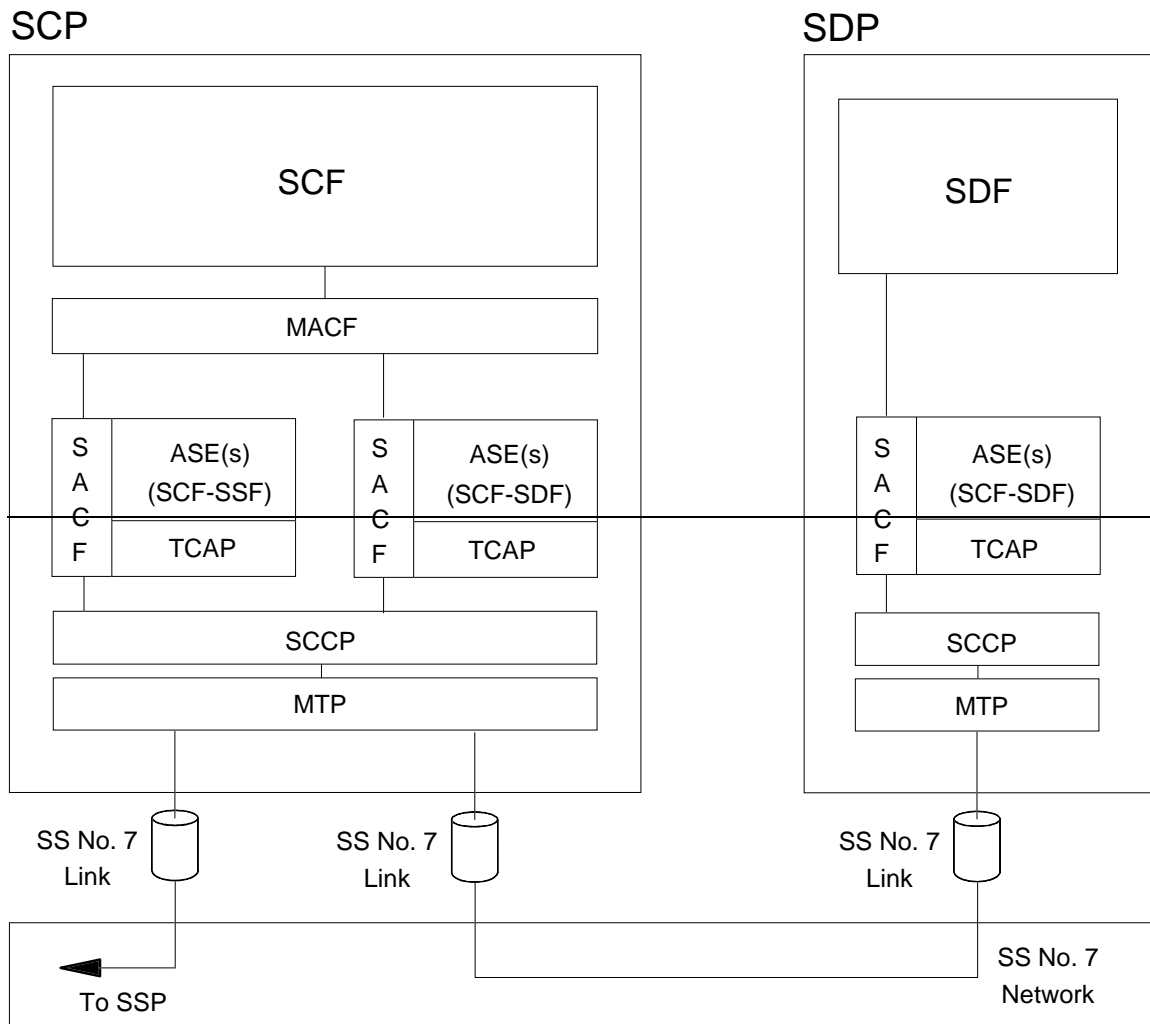 SCP
SDP
SCF
SDF
MACF
S
A
C
F
ASE(s)
(SCF-SSF)
TCAP
S
A
C
F
ASE(s)
(SCF-SDF)
TCAP
S
A
C
F
ASE(s)
(SCF-SDF)
TCAP
SCCP
MTP
SCCP
MTP
SS No. 7
Link
SS No. 7
Link
SS No. 7
Link
To SSP
SS No. 7
Network